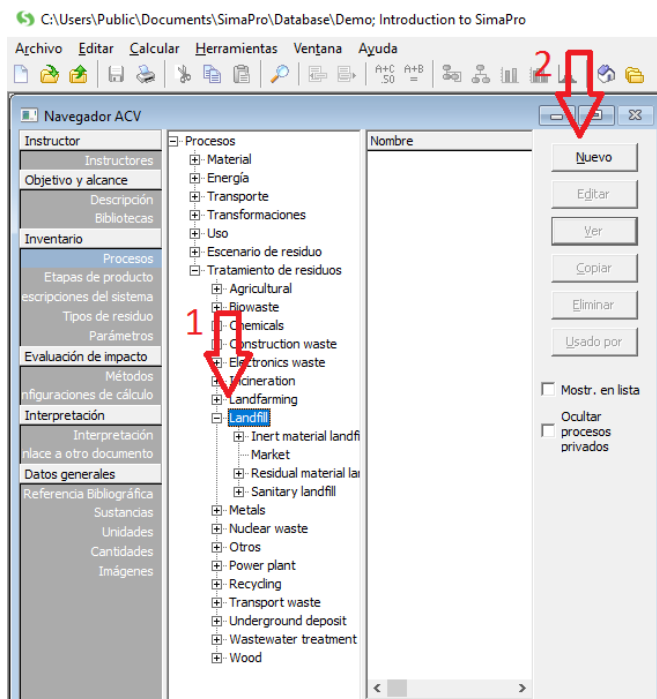 C:\Users\Public\Documents\SimaPro\Database\Demo; Introduction to SimaPro
Archivo Editar Calcular Herramientas Ventana Ayuda
A+C
50
A+B
=
2
Navegador ACV
Instructor
Instructores
Objetivo y alcance
Descripción
Bibliotecas
Inventario
Procesos
Etapas de producto
escripciones del sistema
Tipos de residuo
Parámetros
Evaluación de impacto
Métodos
nfiguraciones de cálculo
Interpretación
Interpretación
nlace a otro documento
Datos generales
Referencia Bibliográfica
Sustancias
Unidades
Cantidades
Imágenes
Procesos
Material
Energía
Transporte
Transformaciones
Uso
Escenario de residuo
Tratamiento de residuos
Agricultural
Biowaste
1
Chemicals
Construction waste
Electronics waste
Incineration
Landfarming
Landfill
Inert material landfi
Market
Residual material lar
Sanitary landfill
Metals
Nuclear waste
Otros
Power plant
Recycling
Transport waste
Underground deposit
Wastewater treatment
Wood
Nombre
Nuevo
Editar
Ver
Copiar
Eliminar
Usado por
Mostr. en lista
Ocultar
procesos
privados